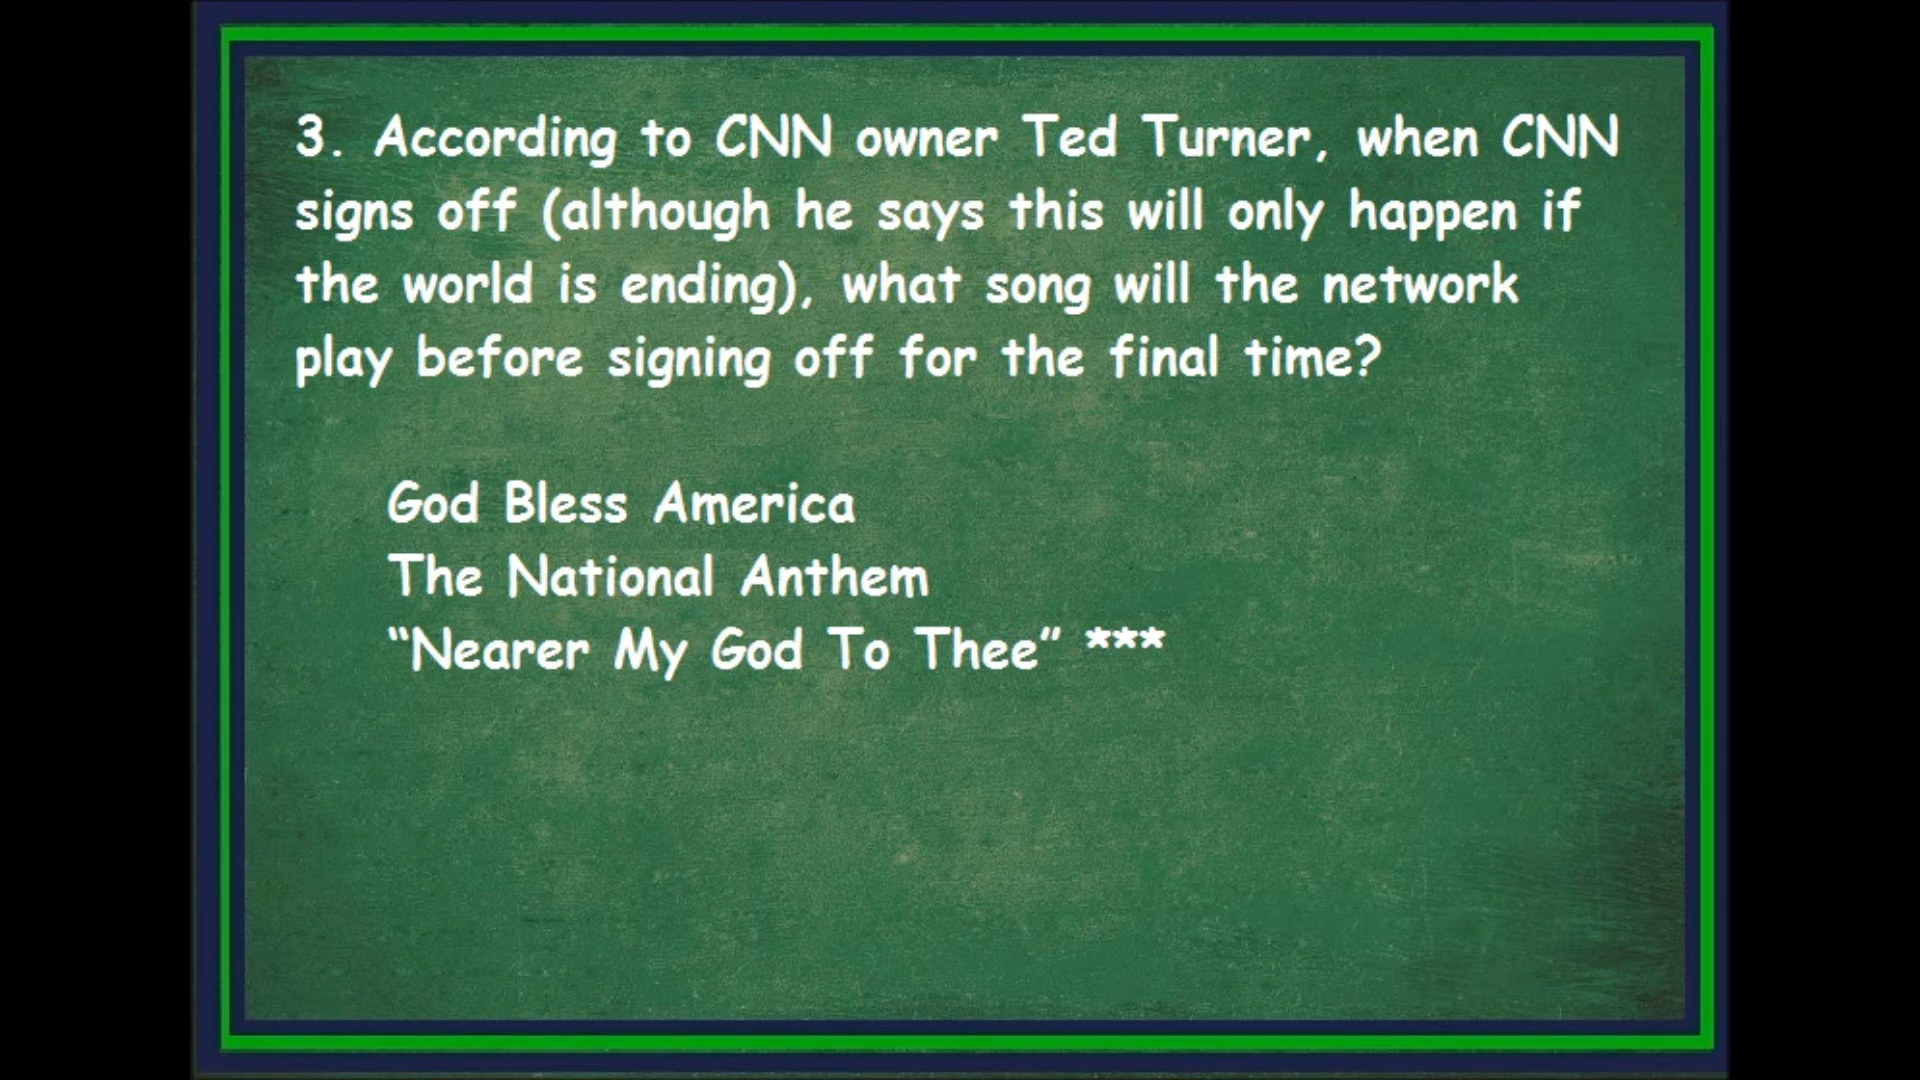 3. According to CNN owner Ted Turner, when CNN
signs off (although he says this will only happen if
the world is ending), what song will the network
play before signing off for the final time?
God Bless America
The National Anthem
“Nearer My God To Thee” ***